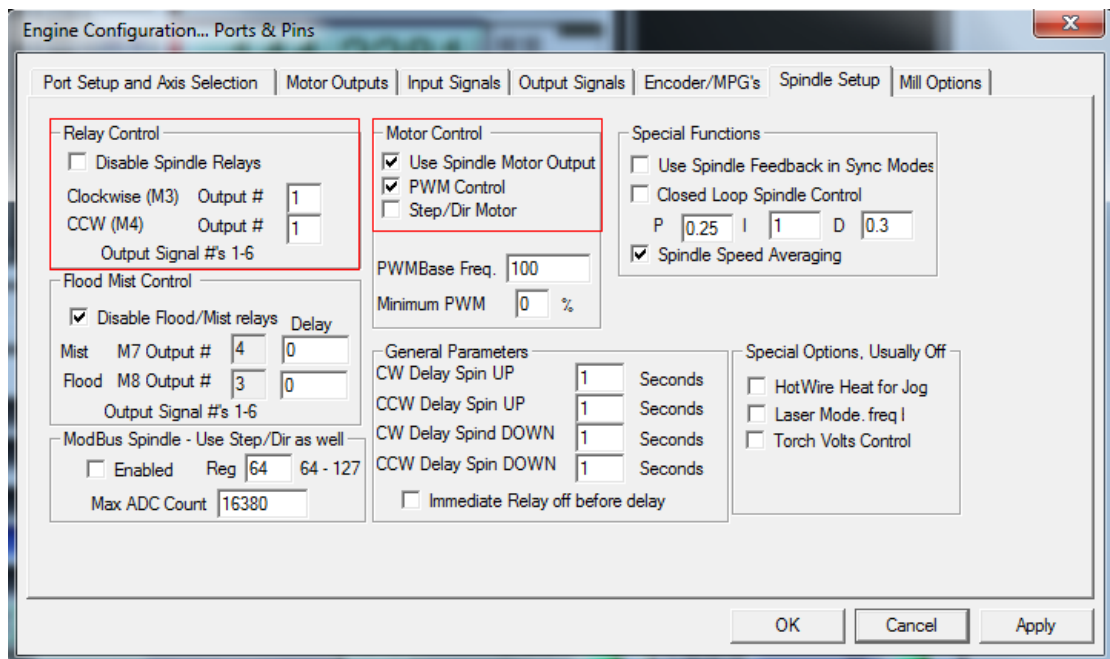 Engine Configuration... Ports & Pins
Port Setup and Axis Selection
Motor Outputs
Input Signals
Output Signals
Encoder/MPG's
Spindle Setup
Mill Options
Relay Control
Disable Spindle Relays
Clockwise (M3) Output # 1
CCW (M4) Output # 1
Output Signal #'s 1-6
Flood Mist Control
Disable Flood/Mist relays Delay
Mist M7 Output # 4 0
Flood M8 Output # 3 0
Output Signal #'s 1-6
ModBus Spindle - Use Step/Dir as well
Enabled Reg 64 64 - 127
Max ADC Count 16380
Motor Control
Use Spindle Motor Output
PWM Control
Step/Dir Motor
PWMBase Freq. 100
Minimum PWM 0 %
General Parameters
CW Delay Spin UP 1 Seconds
CCW Delay Spin UP 1 Seconds
CW Delay Spind DOWN 1 Seconds
CCW Delay Spin DOWN 1 Seconds
Immediate Relay off before delay
Special Functions
Use Spindle Feedback in Sync Modes
Closed Loop Spindle Control
P 0.25 I 1 D 0.3
Spindle Speed Averaging
Special Options, Usually Off
HotWire Heat for Jog
Laser Mode. freq
Torch Volts Control
OK
Cancel
Apply